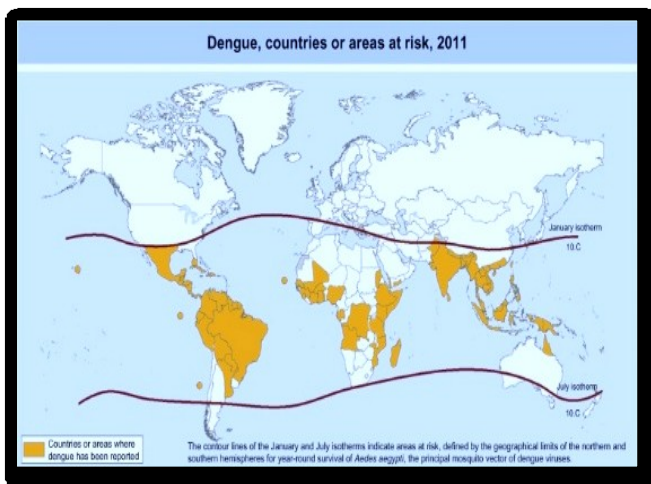 Dengue, countries or areas at risk, 2011
January isotherm
10.C
July isotherm
10.C
Countries or areas where
dengue has been reported
The contour lines of the January and July isotherms indicate areas at risk, defined by the geographical limits of the northern and
southern hemispheres for year-round survival of Aedes aegypti, the principal mosquito vector of dengue viruses.